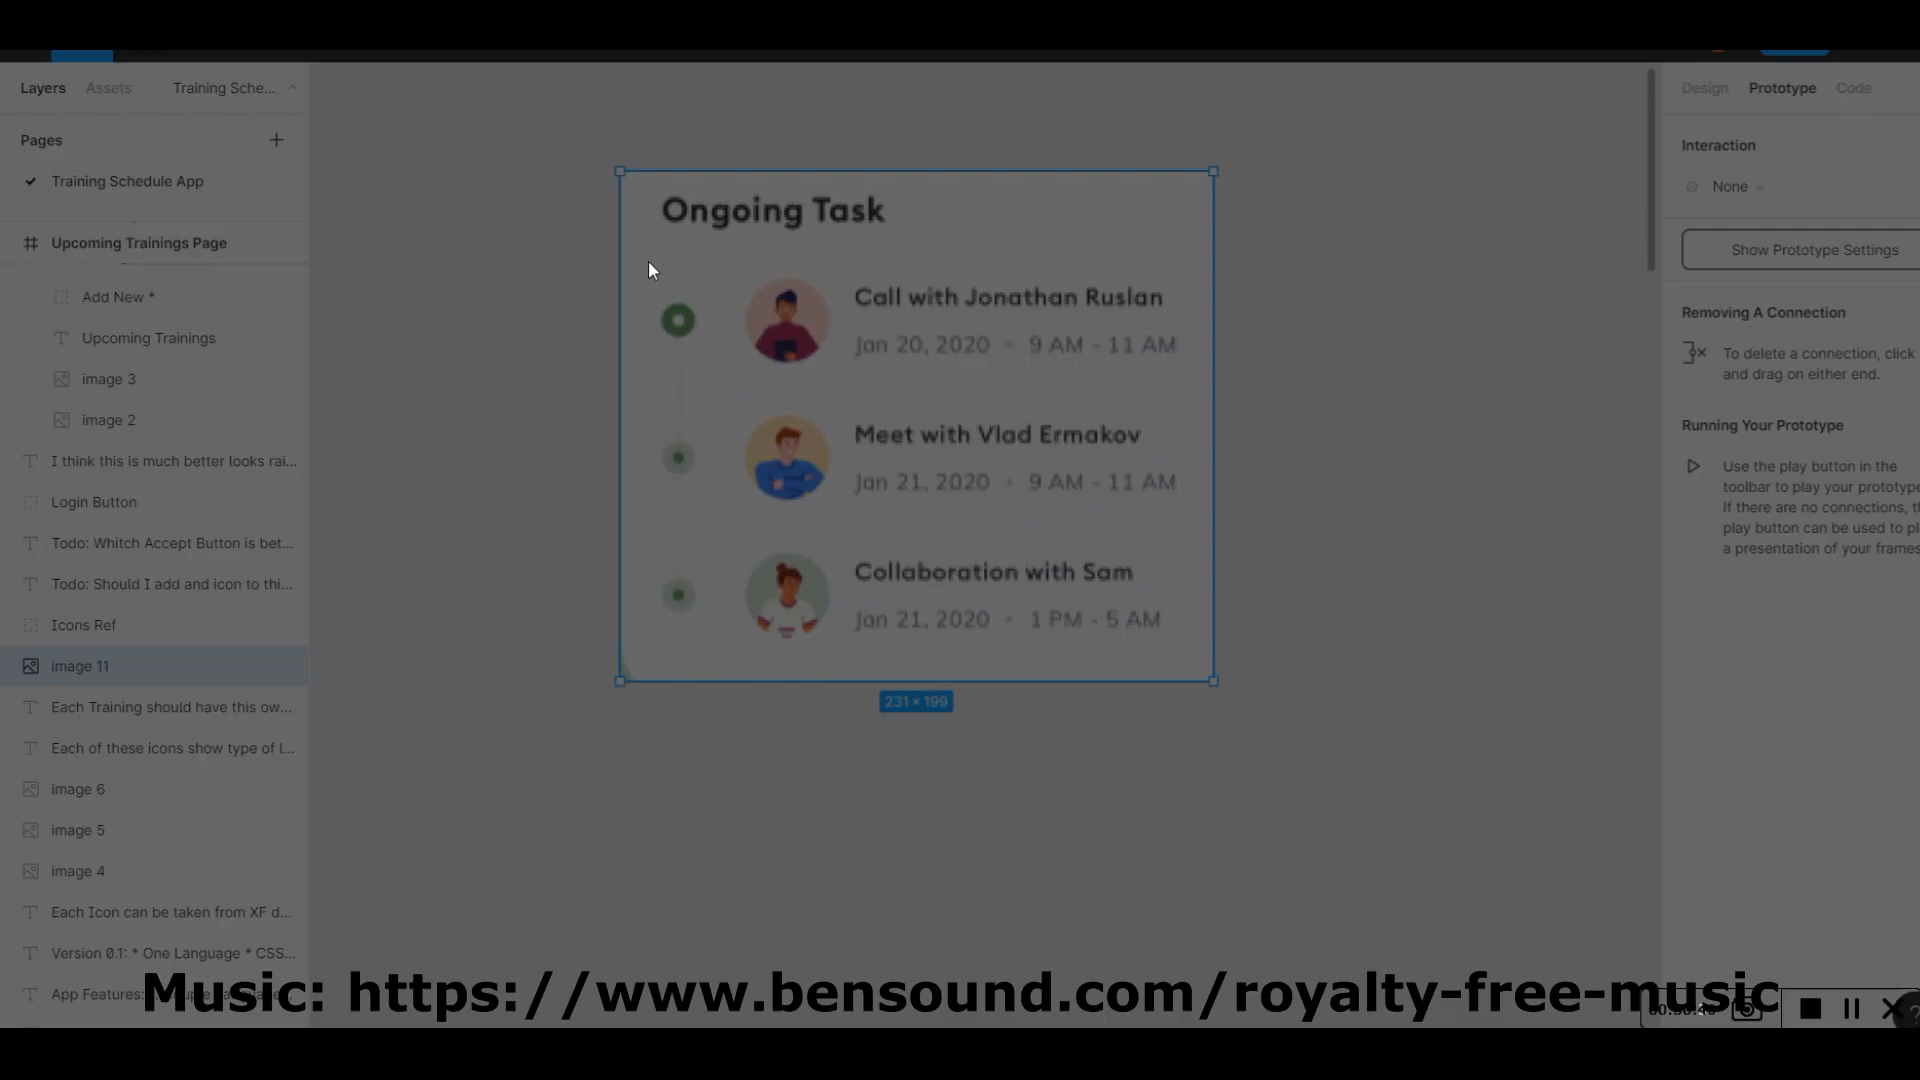 Layers Assets Training Sche...
Pages
Training Schedule App
Upcoming Trainings Page
Add New *
Upcoming Trainings
image 3
image 2
I think this is much better looks rai...
Login Button
Todo: Whitch Accept Button is bet...
Todo: Should I add and icon to thi...
Icons Ref
image 11
Each Training should have this ow...
Each of these icons show type of l...
image 6
image 5
image 4
Each Icon can be taken from XF d...
Version 0.1: * One Language * CSS...
App Features:
Ongoing Task
Call with Jonathan Ruslan
Jan 20, 2020 • 9 AM - 11 AM
Meet with Vlad Ermakov
Jan 21, 2020 • 9 AM - 11 AM
Collaboration with Sam
Jan 21, 2020 • 1 PM - 5 AM
231 × 199
Design Prototype Code
Interaction
None
Show Prototype Settings
Removing A Connection
To delete a connection, click
and drag on either end.
Running Your Prototype
Use the play button in the
toolbar to play your prototype
If there are no connections, t
play button can be used to pl
a presentation of your frames
Music: https://www.bensound.com/royalty-free-music